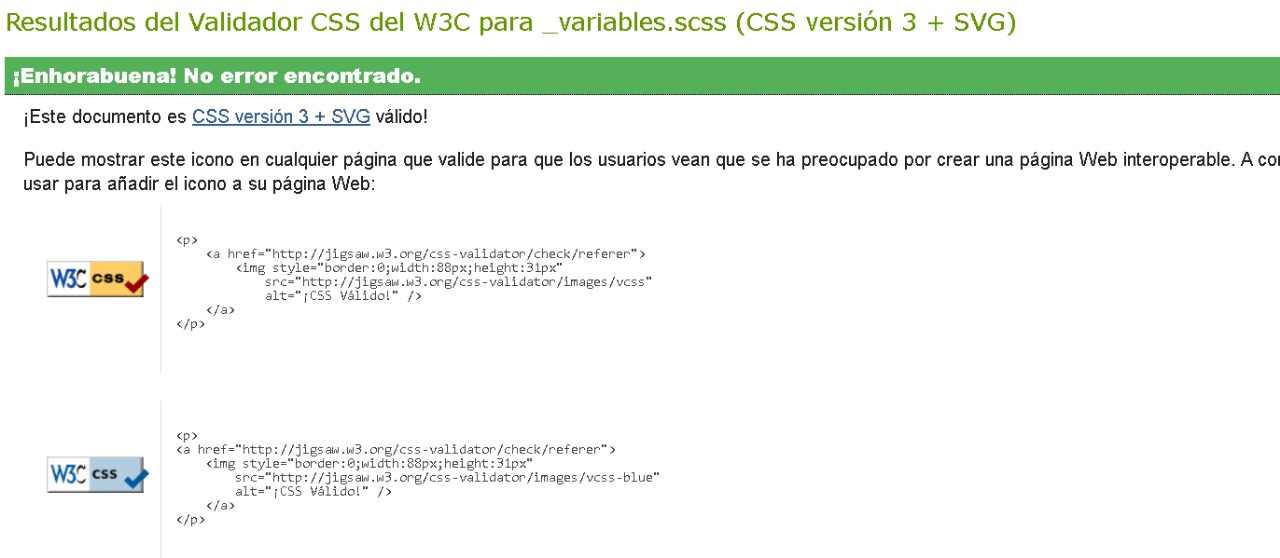 Resultados del Validador CSS del W3C para _variables.scss (CSS versión 3 + SVG)
¡Enhorabuena! No error encontrado.
¡Este documento es CSS versión 3 + SVG válido!
Puede mostrar este icono en cualquier página que valide para que los usuarios vean que se ha preocupado por crear una página Web interoperable. A
usar para añadir el icono a su página Web:
W3C css
<p>
<a href="http://jigsaw.w3.org/css-validator/check/referer">
<img style="border:0;width:88px;height:31px"
src="http://jigsaw.w3.org/css-validator/images/vcss"
alt="¡CSS Válido!" />
</a>
</p>
W3C css
<p>
<a href="http://jigsaw.w3.org/css-validator/check/referer">
<img style="border:0;width:88px;height:31px"
src="http://jigsaw.w3.org/css-validator/images/vcss-blue"
alt="¡CSS Válido!" />
</a>
</p>